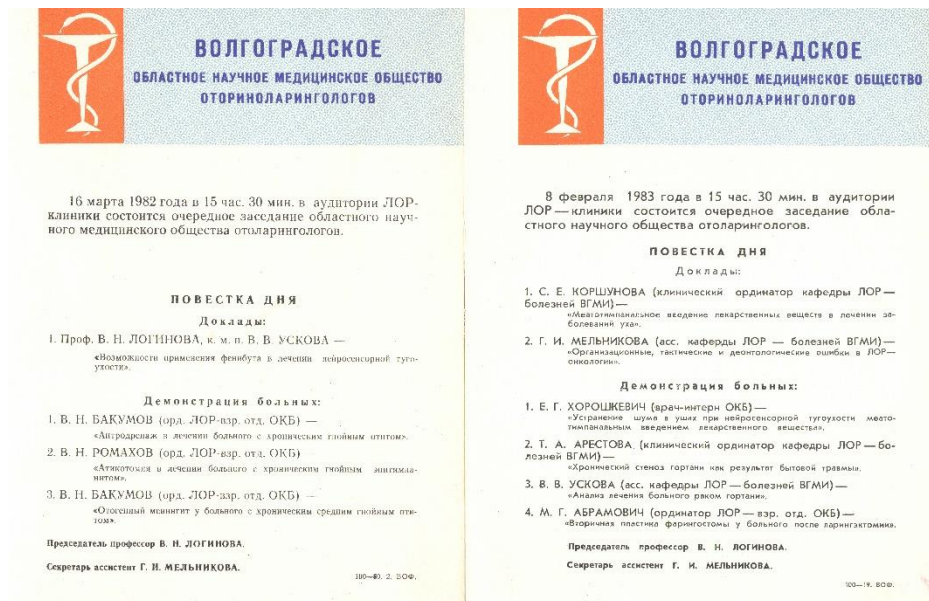 ВОЛГОГРАДСКОЕ
ОБЛАСТНОЕ НАУЧНОЕ МЕДИЦИНСКОЕ ОБЩЕСТВО
ОТОРИНОЛАРИНГОЛОГОВ
16 марта 1982 года в 15 час. 30 мин. в аудитории ЛОР-
клиники состоится очередное заседание областного науч-
ного медицинского общества отоларингологов.
ПОВЕСТКА ДНЯ
Доклады:
1. Проф. В. Н. ЛОГИНОВА, к. м. н. В. В. УСКОВА —
«Возможности применения фенибута в лечении нейросенсорной туго-
ухости».
Демонстрация больных:
1. В. Н. БАКУМОВ (орд. ЛОР-взр. отд. ОКБ) —
«Антродренаж в лечении больного с хроническим гнойным отитом».
2. В. Н. РОМАХОВ (орд. ЛОР-взр. отд. ОКБ)
«Атикотомия в лечении больного с хроническим гнойным эпитимпа-
нитом».
3. В. Н. БАКУМОВ (орд. ЛОР-взр. отд. ОКБ) —
«Отогенный менингит у больного с хроническим средним гнойным оти-
том».
Председатель профессор В. Н. ЛОГИНОВА.
Секретарь ассистент Г. И. МЕЛЬНИКОВА.
ВОЛГОГРАДСКОЕ
ОБЛАСТНОЕ НАУЧНОЕ МЕДИЦИНСКОЕ ОБЩЕСТВО
ОТОРИНОЛАРИНГОЛОГОВ
8 февраля 1983 года в 15 час. 30 мин. в аудитории
ЛОР — клиники состоится очередное заседание обла-
стного научного общества отоларингологов.
ПОВЕСТКА ДНЯ
Доклады:
1. С. Е. КОРШУНОВА (клинический ординатор кафедры ЛОР —
болезней ВГМИ) —
«Меатотимпанальное введение лекарственных веществ в лечении за-
болеваний уха».
2. Г. И. МЕЛЬНИКОВА (асс. кафедры ЛОР — болезней ВГМИ) —
«Организационные, тактические и деонтологические ошибки в ЛОР—
онкологии».
Демонстрация больных:
1. Е. Г. ХОРОШКЕВИЧ (врач-интерн ОКБ) —
«Устранение шума в ушах при нейросенсорной тугоухости меато-
тимпанальным введением лекарственного вещества».
2. Т. А. АРЕСТОВА (клинический ординатор кафедры ЛОР — бо-
лезней ВГМИ) —
«Хронический стеноз гортани как результат бытовой травмы».
3. В. В. УСКОВА (асс. кафедры ЛОР — болезней ВГМИ) —
«Анализ лечения больного раком гортани».
4. М. Г. АБРАМОВИЧ (ординатор ЛОР — взр. отд. ОКБ) —
«Вторичная пластика фарингостомы у больного после ларингэктомии».
Председатель профессор В. Н. ЛОГИНОВА.
Секретарь ассистент Г. И. МЕЛЬНИКОВА.